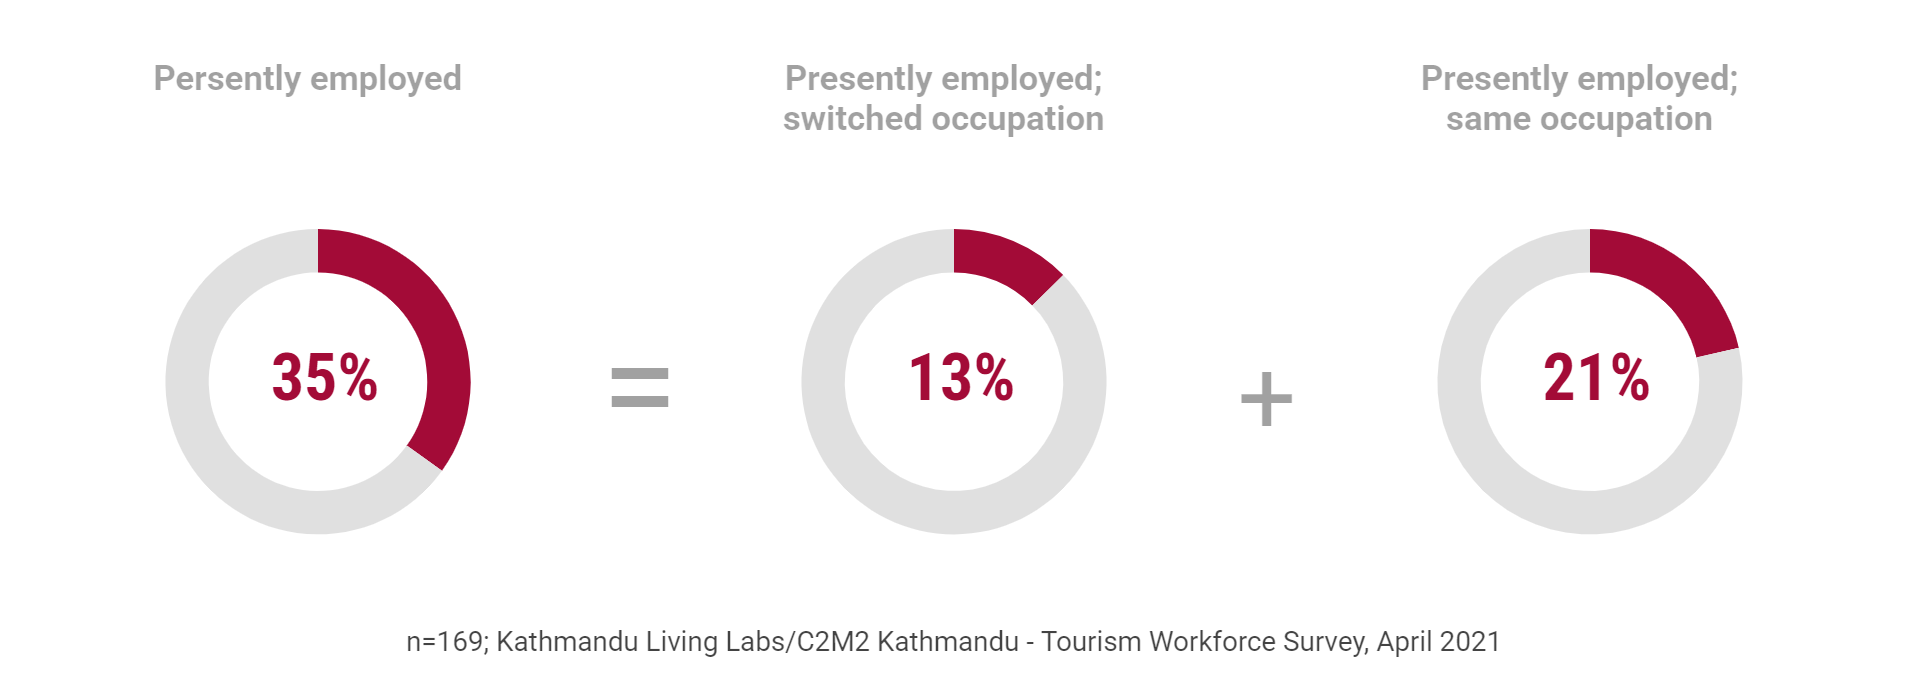 Persently employed
Presently employed;
switched occupation
Presently employed;
same occupation
35%
=
13%
+
21%
n=169; Kathmandu Living Labs/C2M2 Kathmandu - Tourism Workforce Survey, April 2021